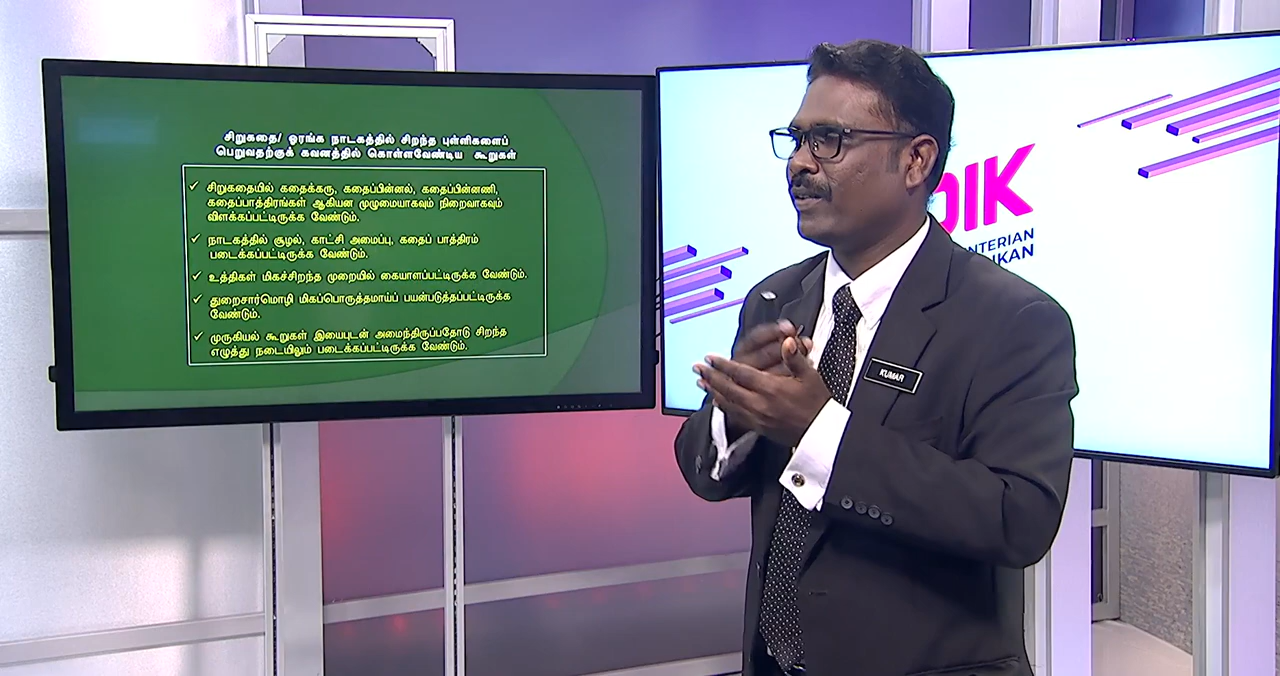 சிறுகதை/ ஓரங்க நாடகத்தில் சிறந்த புள்ளிகளைப்
பெறுவதற்குக் கவனத்தில் கொள்ளவேண்டிய கூறுகள்
✓ சிறுகதையில் கதைக்கரு, கதைப்பின்னல், கதைப்பின்னணி,
கதைப்பாத்திரங்கள் ஆகியன முழுமையாகவும் நிறைவாகவும்
விளக்கப்பட்டிருக்க வேண்டும்.
✓ நாடகத்தில் சூழல், காட்சி அமைப்பு, கதைப் பாத்திரம்
படைக்கப்பட்டிருக்க வேண்டும்.
✓ உத்திகள் மிகச்சிறந்த முறையில் கையாளப்பட்டிருக்க வேண்டும்.
✓ துறைசார்மொழி மிகப்பொருத்தமாய்ப் பயன்படுத்தப்பட்டிருக்க
வேண்டும்.
✓ முருகியல் கூறுகள் இயைபுடன் அமைந்திருப்பதோடு சிறந்த
எழுத்து நடையிலும் படைக்கப்பட்டிருக்க வேண்டும்.
DIK
NTERIAN
IKAN
KUMAR